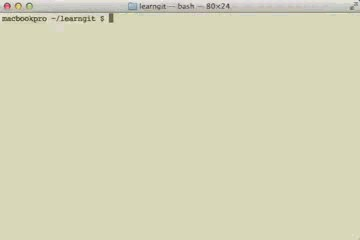 learngit — bash — 80×24
macbookpro ~/learngit $